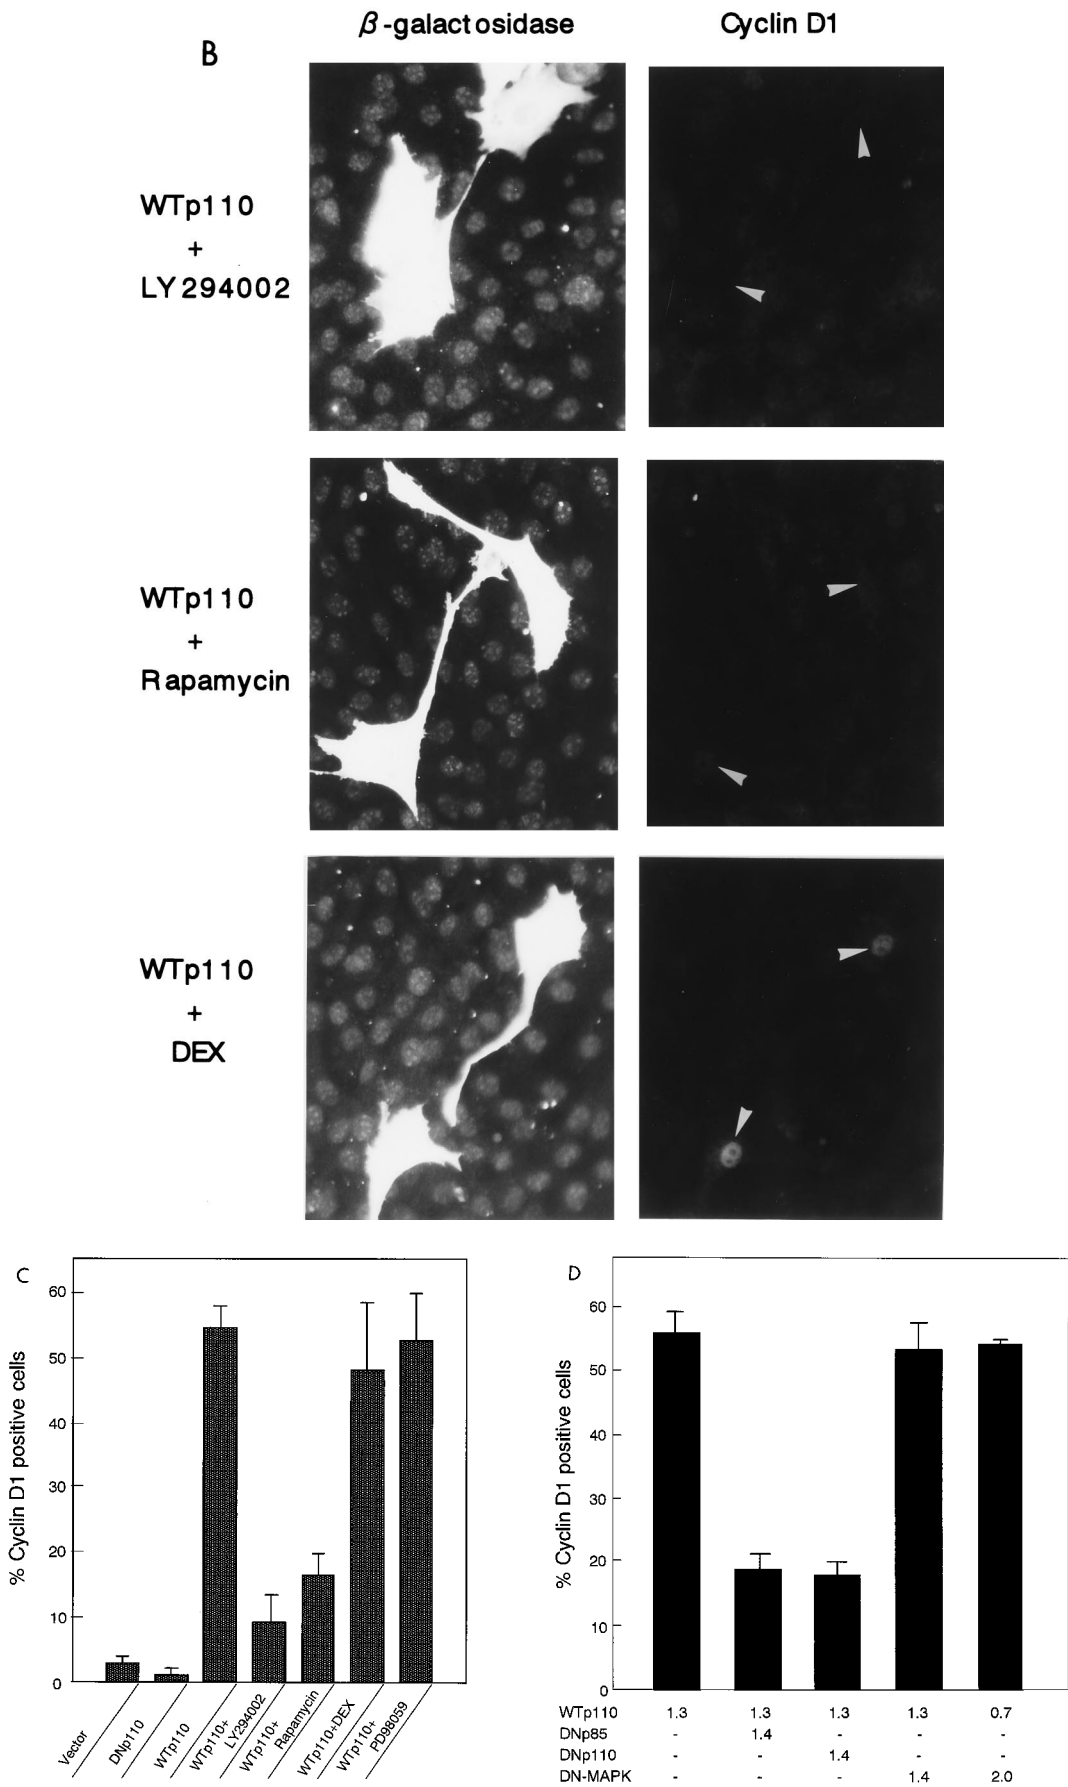 B
β-galactosidase Cyclin D1
WTp110
+
LY294002
WTp110
+
Rapamycin
WTp110
+
DEX
C
% Cyclin D1 positive cells
60
50
40
30
20
10
0
Vector
DNp110
WTp110
WTp110+
LY294002
WTp110+
Rapamycin
WTp110+DEX
WTp110+
PD98059
D
% Cyclin D1 positive cells
60
50
40
30
20
10
0
WTp110 1.3 1.3 1.3 1.3 0.7
DNp85 - 1.4 - - -
DNp110 - - 1.4 - -
DN-MAPK - - - 1.4 2.0